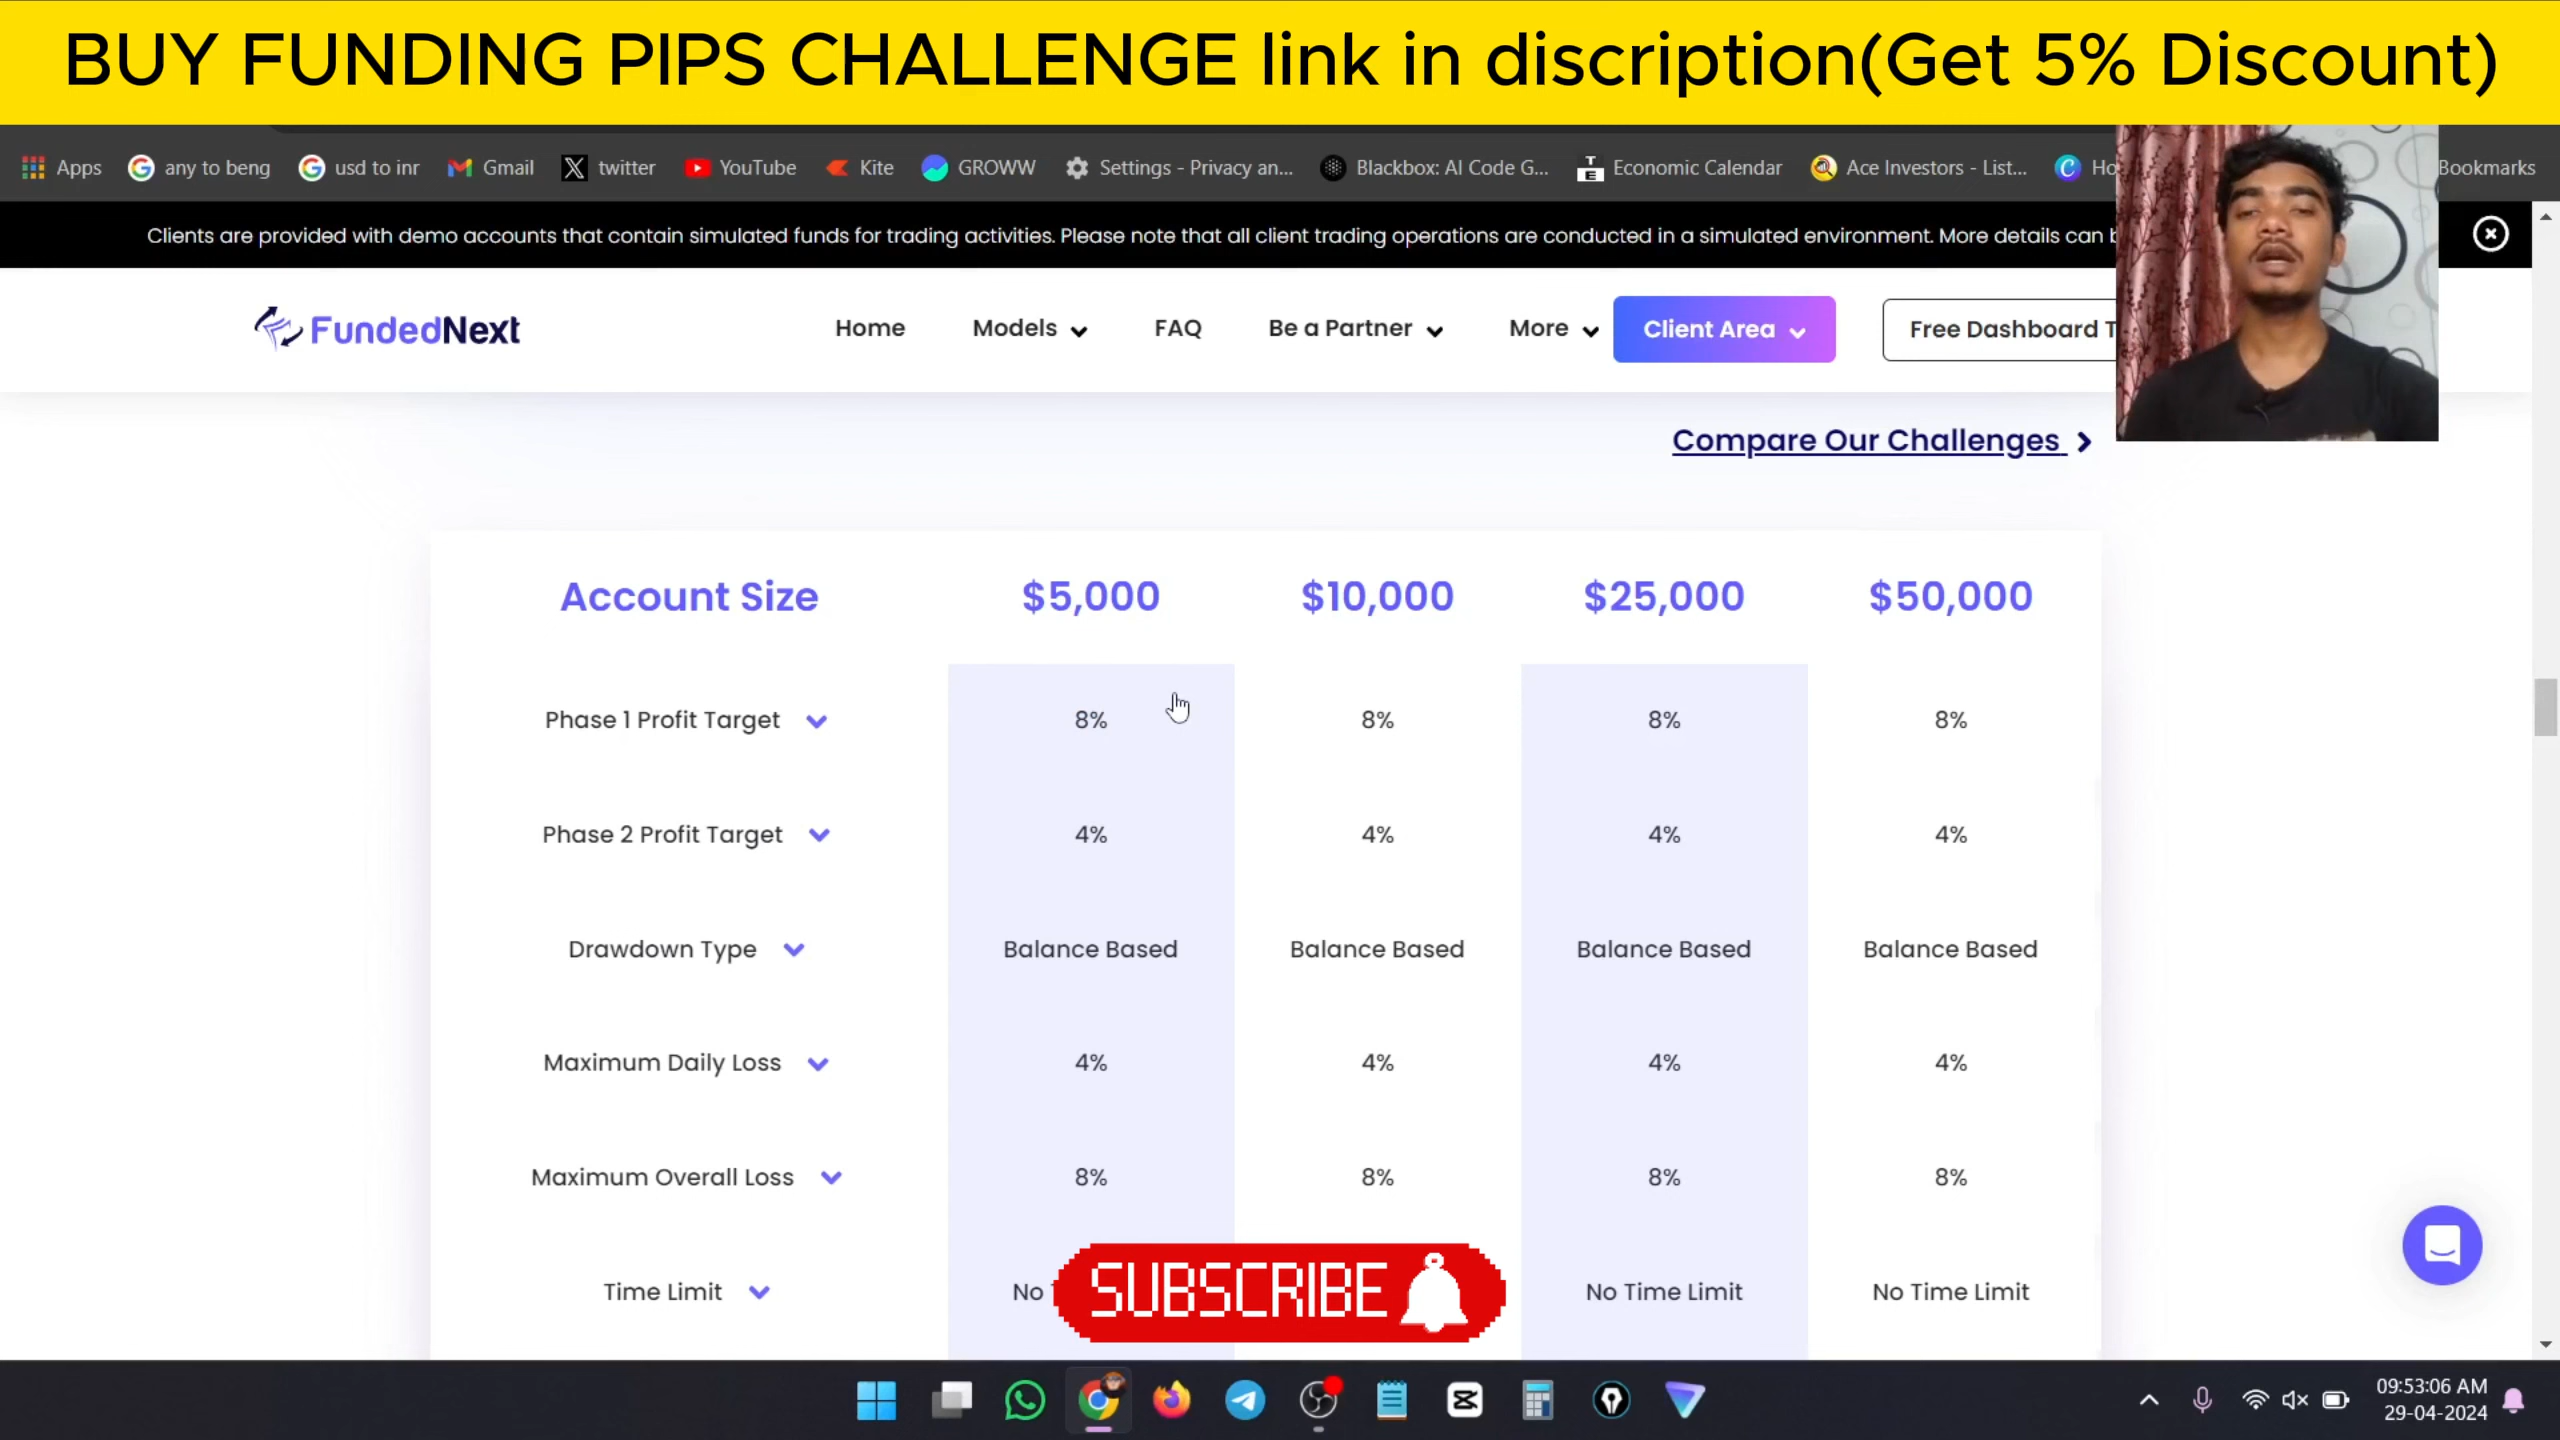 BUY FUNDING PIPS CHALLENGE link in discription(Get 5% Discount)
Apps any to beng usd to inr Gmail twitter YouTube Kite GROWW Settings - Privacy an... Blackbox: AI Code G... Economic Calendar Ace Investors - List... Bookmarks
Clients are provided with demo accounts that contain simulated funds for trading activities. Please note that all client trading operations are conducted in a simulated environment. More details can
FundedNext Home Models FAQ Be a Partner More Client Area Free Dashboard
Compare Our Challenges
Account Size $5,000 $10,000 $25,000 $50,000
Phase 1 Profit Target 8% 8% 8% 8%
Phase 2 Profit Target 4% 4% 4% 4%
Drawdown Type Balance Based Balance Based Balance Based Balance Based
Maximum Daily Loss 4% 4% 4% 4%
Maximum Overall Loss 8% 8% 8% 8%
Time Limit No No Time Limit No Time Limit
SUBSCRIBE
09:53:06 AM
29-04-2024